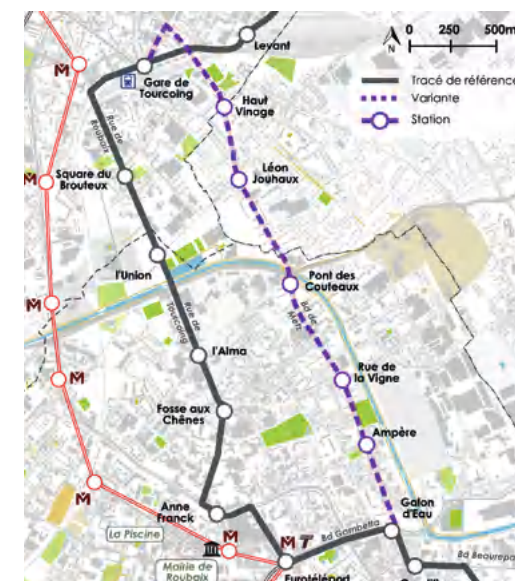 Levant
N
0 250 500m
Gare de
Tourcoing
Tracé de référence
Variante
Station
Haut
Vinage
Rue de
Roubaix
M
Square du
Brouteux
Léon
Jouhaux
M
l'Union
Pont des
Couteaux
M
Rue de
Tourcoing
Bd de
Metz
l'Alma
Rue de
la Vigne
M
Fosse aux
Chênes
Ampère
M
Anne
Franck
Galon
d'Eau
La Piscine
M
M T
Bd Gambetta
Mairie de
Roubaix
Bd Beaurepa
Eurotéléport